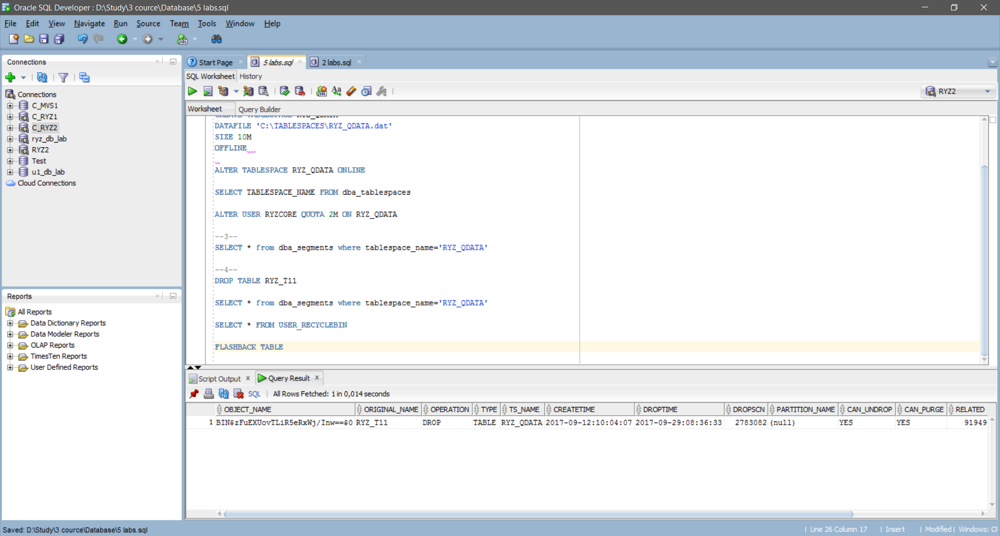 Oracle SQL Developer : D:\Study\3 cource\Database\5 labs.sql
File Edit View Navigate Run Source Team Tools Window Help
Connections
Connections
C_MVS1
C_RYZ1
C_RYZ2
ryz_db_lab
RYZ2
Test
u1_db_lab
Cloud Connections
Reports
All Reports
Data Dictionary Reports
Data Modeler Reports
OLAP Reports
TimesTen Reports
User Defined Reports
Start Page 5 labs.sql 2 labs.sql
SQL Worksheet History
RYZ2
Worksheet Query Builder
DATAFILE 'C:\TABLESPACES\RYZ_QDATA.dat'
SIZE 10M
OFFLINE
ALTER TABLESPACE RYZ_QDATA ONLINE
SELECT TABLESPACE_NAME FROM dba_tablespaces
ALTER USER RYZCORE QUOTA 2M ON RYZ_QDATA
--3--
SELECT * from dba_segments where tablespace_name='RYZ_QDATA'
--4--
DROP TABLE RYZ_T11
SELECT * from dba_segments where tablespace_name='RYZ_QDATA'
SELECT * FROM USER_RECYCLEBIN
FLASHBACK TABLE
Script Output Query Result
SQL All Rows Fetched: 1 in 0,014 seconds
OBJECT_NAME ORIGINAL_NAME OPERATION TYPE TS_NAME CREATETIME DROPTIME DROPSCN PARTITION_NAME CAN_UNDROP CAN_PURGE RELATED
1 BIN$zFuEXUovTLiR5eRxWj/Inw==$0 RYZ_T11 DROP TABLE RYZ_QDATA 2017-09-12:10:04:07 2017-09-29:08:36:33 2783082 (null) YES YES 91949
Saved: D:\Study\3 cource\Database\5 labs.sql
Line 26 Column 17 Insert Modified Windows: CF